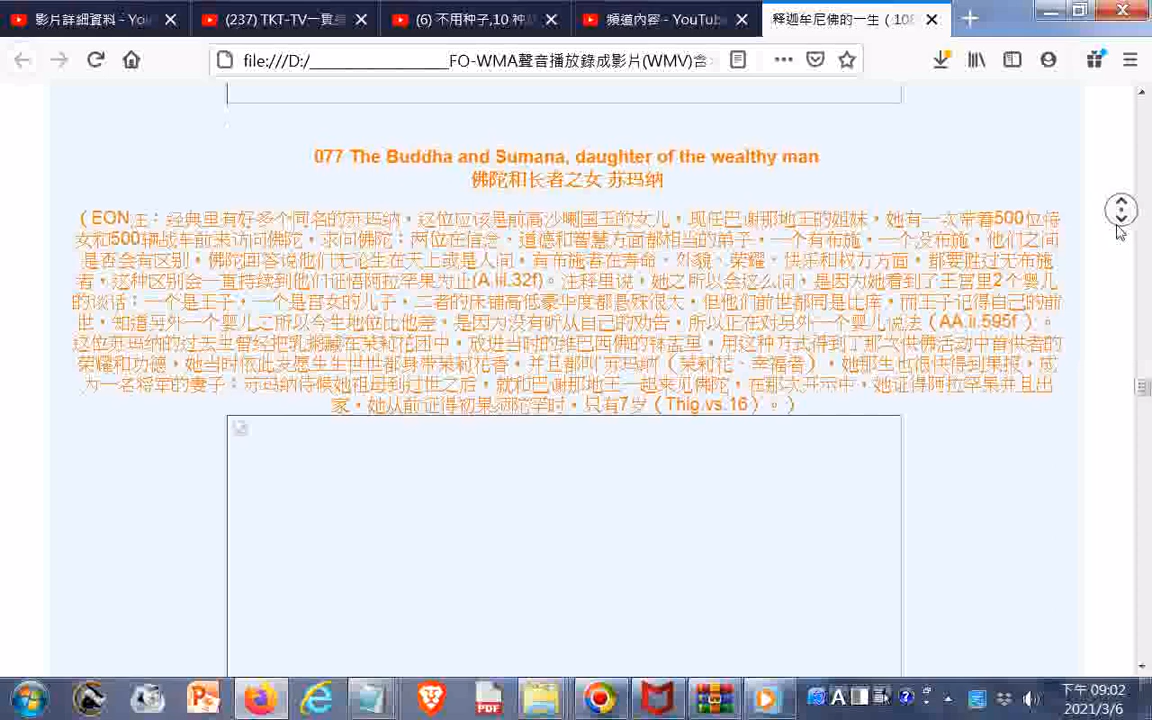 影片詳細資料 - You
(237) TKT-TV一貫
(6) 不用种子,10 种
頻道內容 - YouTub
释迦牟尼佛的一生（108
file:///D:/________________FO-WMA聲音播放錄成影片(WMV)含
077 The Buddha and Sumana, daughter of the wealthy man
佛陀和长者之女 苏玛纳
（EON注：经典里有好多个同名的苏玛纳，这位应该是前高沙喇国王的女儿，现任巴谢那地王的姐妹，她有一次带着500位侍
女和500辆战车前来访问佛陀，求问佛陀：两位在信念、道德和智慧方面都相当的弟子，一个有布施，一个没布施，他们之间
是否会有区别，佛陀回答说他们无论生在天上或是人间，有布施者在寿命、外貌、荣耀、快乐和权力方面，都要胜过无布施
者，这种区别会一直持续到他们证悟阿拉罕果为止(A.iii.32f)。注释里说，她之所以会这么问，是因为她看到了王宫里2个婴儿
的谈话：一个是王子，一个是宫女的儿子，二者的床铺高低豪华度都悬殊很大，但他们前世都同是比库，而王子记得自己的前
世，知道另外一个婴儿之所以今生地位比他差，是因为没有听从自己的劝告，所以正在对另外一个婴儿说法（AA.ii.595f）。
这位苏玛纳的过去生曾经把乳粥藏在茉莉花团中，放进当时的维巴西佛的钵盂里，用这种方式得到了那次供佛活动中首供者的
荣耀和功德，她当时依此发愿生生世世都身带茉莉花香，并且都叫苏玛纳（茉莉花、幸福者），她那生也很快得到果报，成
为一名将军的妻子；苏玛纳侍候她祖母到过世之后，就和巴谢那地王一起来见佛陀，在那次开示中，她证得阿拉罕果并且出
家，她从前证得初果须陀罕时，只有7岁（Thig.vs.16）。）
PDF
A
下午 09:02
2021/3/6